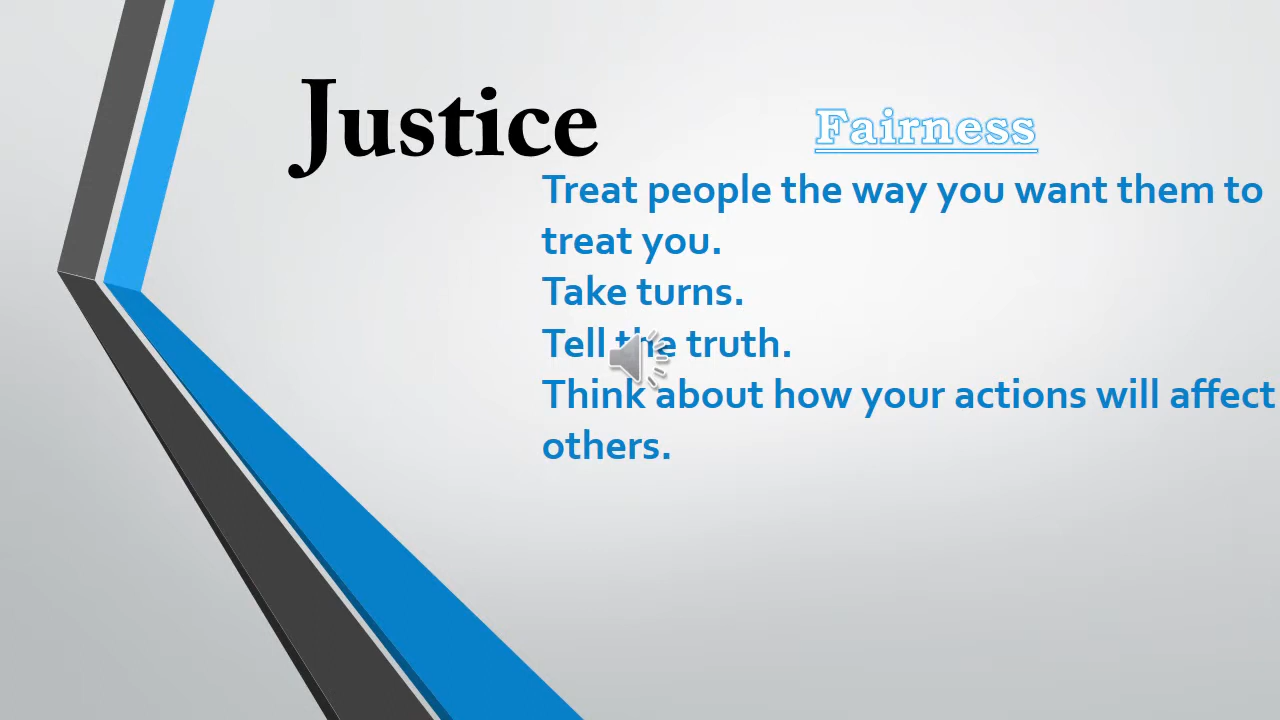 Justice
Fairness
Treat people the way you want them to
treat you.
Take turns.
Tell the truth.
Think about how your actions will affect
others.